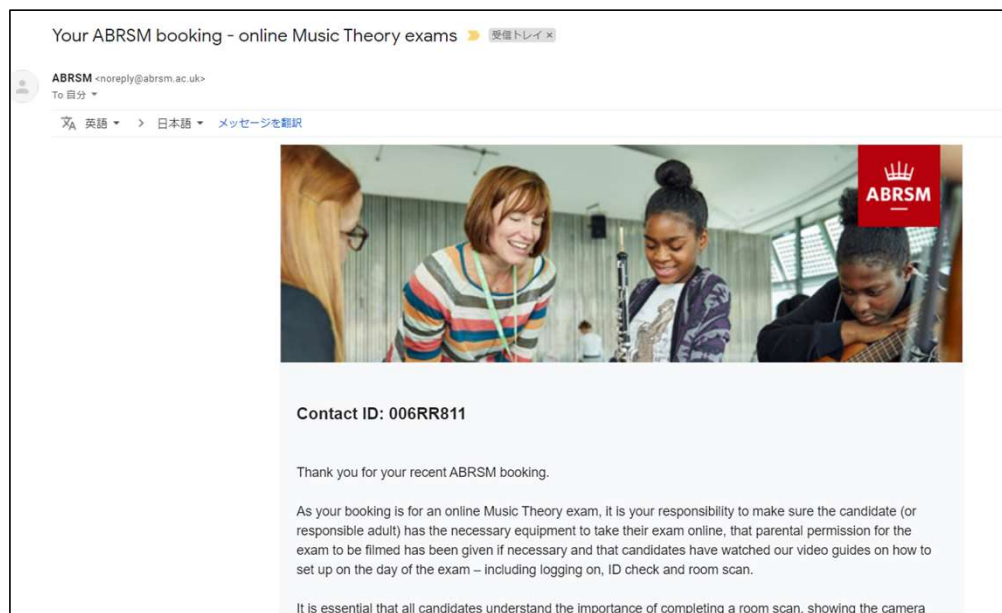 Your ABRSM booking - online Music Theory exams 受信トレイ ×
ABRSM <noreply@abrsm.ac.uk>
To 自分
英語 > 日本語 メッセージを翻訳
ABRSM
Contact ID: 006RR811
Thank you for your recent ABRSM booking.
As your booking is for an online Music Theory exam, it is your responsibility to make sure the candidate (or
responsible adult) has the necessary equipment to take their exam online, that parental permission for the
exam to be filmed has been given if necessary and that candidates have watched our video guides on how to
set up on the day of the exam – including logging on, ID check and room scan.
It is essential that all candidates understand the importance of completing a room scan, showing the camera